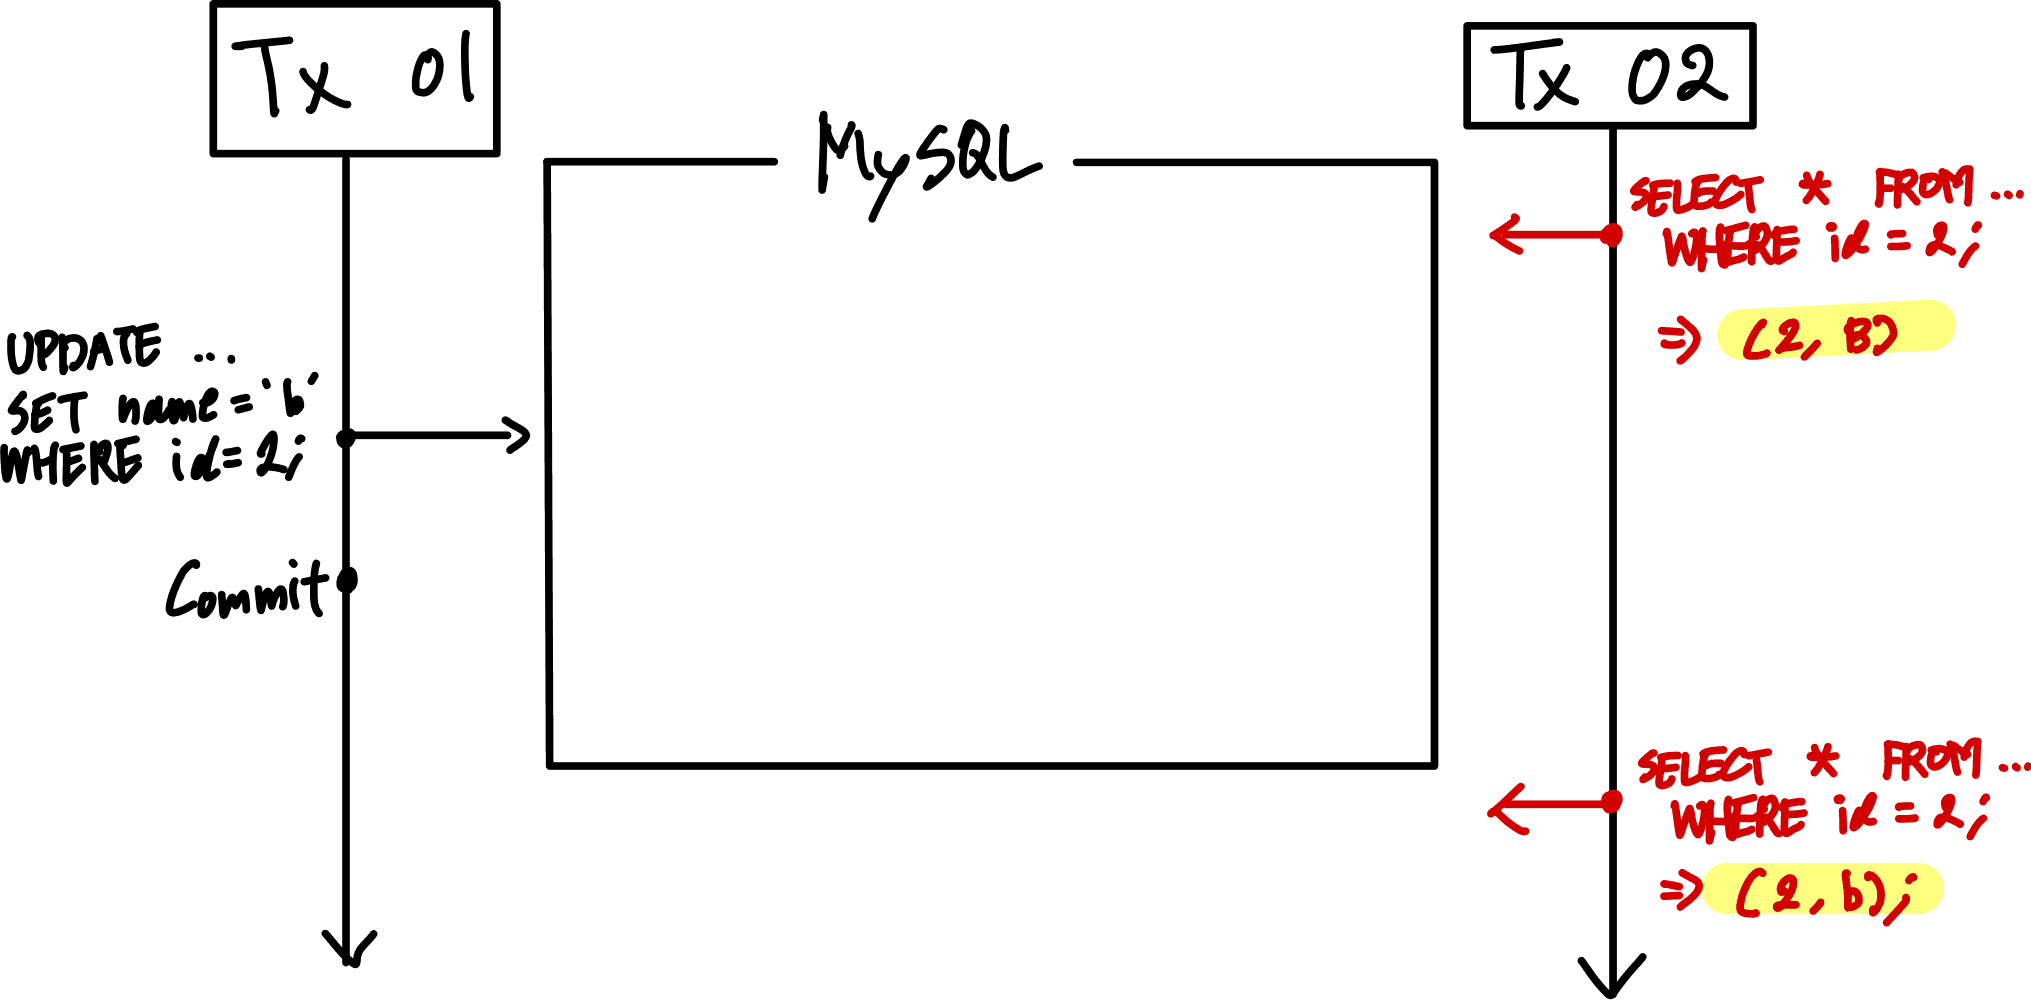 Tx 01
MySQL
Tx 02
SELECT * FROM ...
WHERE id = 2;
=> (2, B)
UPDATE ...
SET name = 'b'
WHERE id = 2;
Commit
SELECT * FROM ...
WHERE id = 2;
=> (2, b);